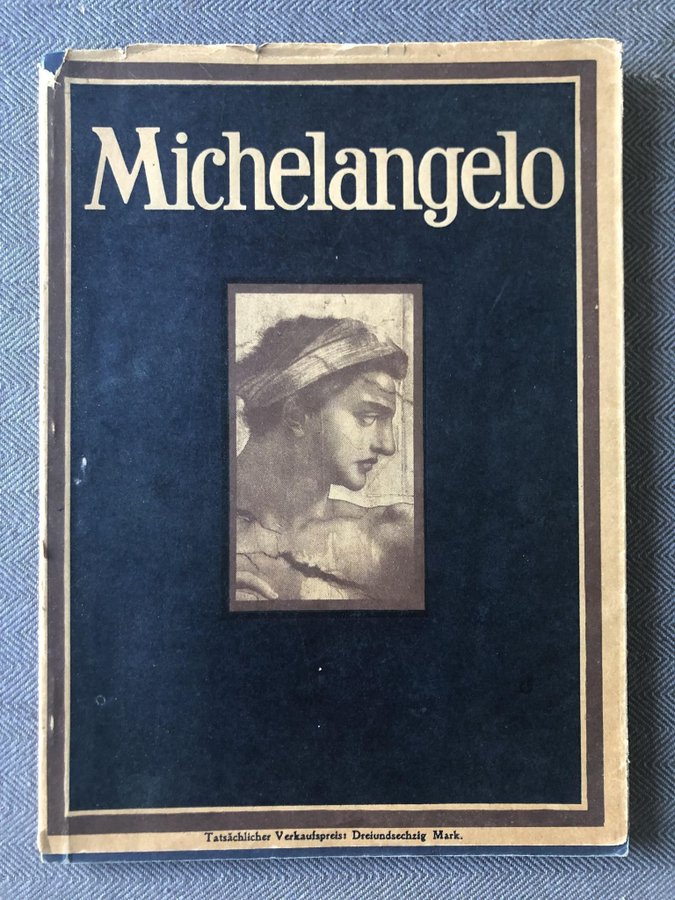 Michelangelo
Tatsächlicher Verkaufspreis: Dreiundsechzig Mark.